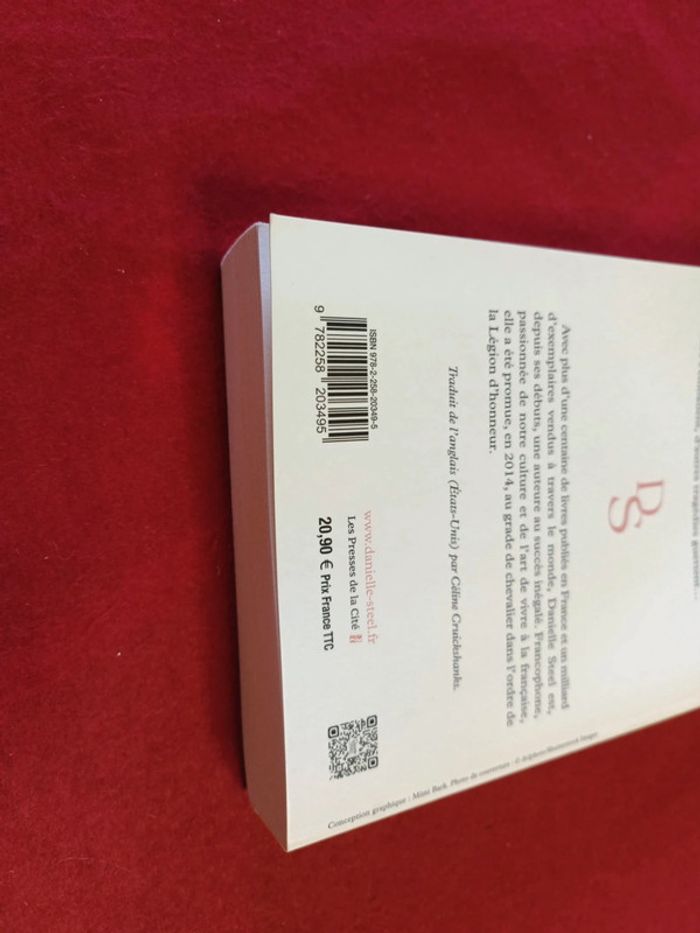 d'autres tragédies guettent…
DS
Avec plus d'une centaine de livres publiés en France et un milliard
d'exemplaires vendus à travers le monde, Danielle Steel est,
depuis ses débuts, une auteure au succès inégalé. Francophone,
passionnée de notre culture et de l'art de vivre à la française,
elle a été promue, en 2014, au grade de chevalier dans l'ordre de
la Légion d'honneur.
Traduit de l'anglais (États-Unis) par Céline Cruickshanks.
ISBN 978-2-258-20349-5
9 782258 203495
www.danielle-steel.fr
Les Presses de la Cité
20,90 € Prix France TTC
Conception graphique : Mimi Bark. Photo de couverture : ©